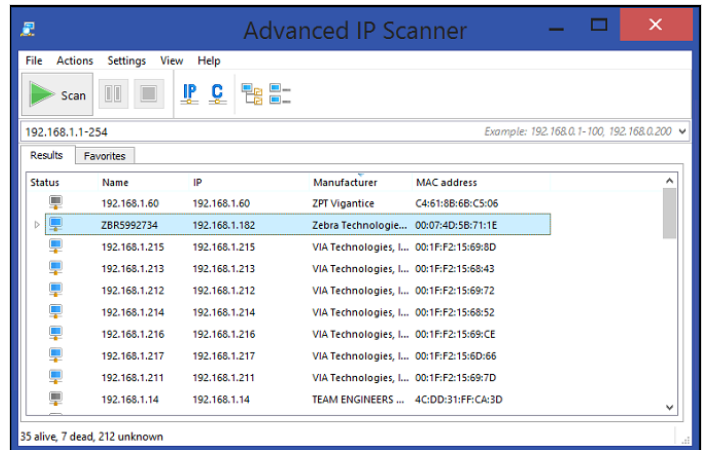 Advanced IP Scanner
File Actions Settings View Help
Scan IP C
192.168.1.1-254 Example: 192.168.0.1-100, 192.168.0.200
Results Favorites
Status Name IP Manufacturer MAC address
192.168.1.60 192.168.1.60 ZPT Vigantice C4:61:8B:6B:C5:06
ZBR5992734 192.168.1.182 Zebra Technologie... 00:07:4D:5B:71:1E
192.168.1.215 192.168.1.215 VIA Technologies, I... 00:1F:F2:15:69:8D
192.168.1.213 192.168.1.213 VIA Technologies, I... 00:1F:F2:15:68:43
192.168.1.212 192.168.1.212 VIA Technologies, I... 00:1F:F2:15:69:72
192.168.1.214 192.168.1.214 VIA Technologies, I... 00:1F:F2:15:68:52
192.168.1.216 192.168.1.216 VIA Technologies, I... 00:1F:F2:15:69:CE
192.168.1.217 192.168.1.217 VIA Technologies, I... 00:1F:F2:15:6D:66
192.168.1.211 192.168.1.211 VIA Technologies, I... 00:1F:F2:15:69:7D
192.168.1.14 192.168.1.14 TEAM ENGINEERS ... 4C:DD:31:FF:CA:3D
35 alive, 7 dead, 212 unknown